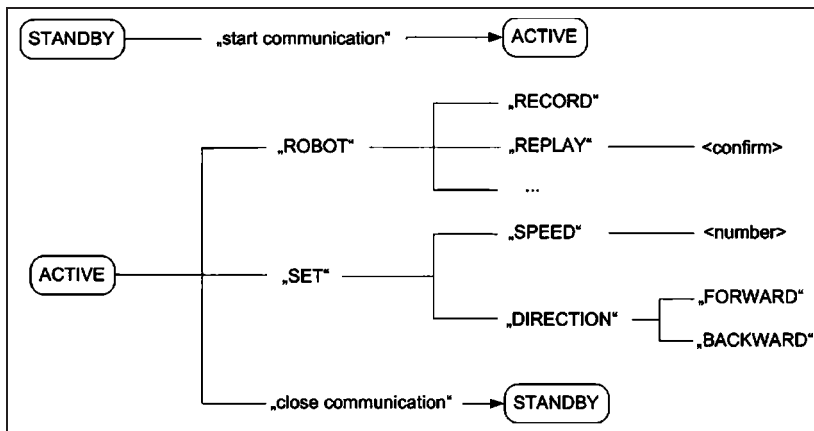 STANDBY „start communication“ ACTIVE
„RECORD“
„ROBOT“ „REPLAY“ <confirm>
...
„SPEED“ <number>
ACTIVE „SET“
„FORWARD“
„DIRECTION“
„BACKWARD“
„close communication“ STANDBY